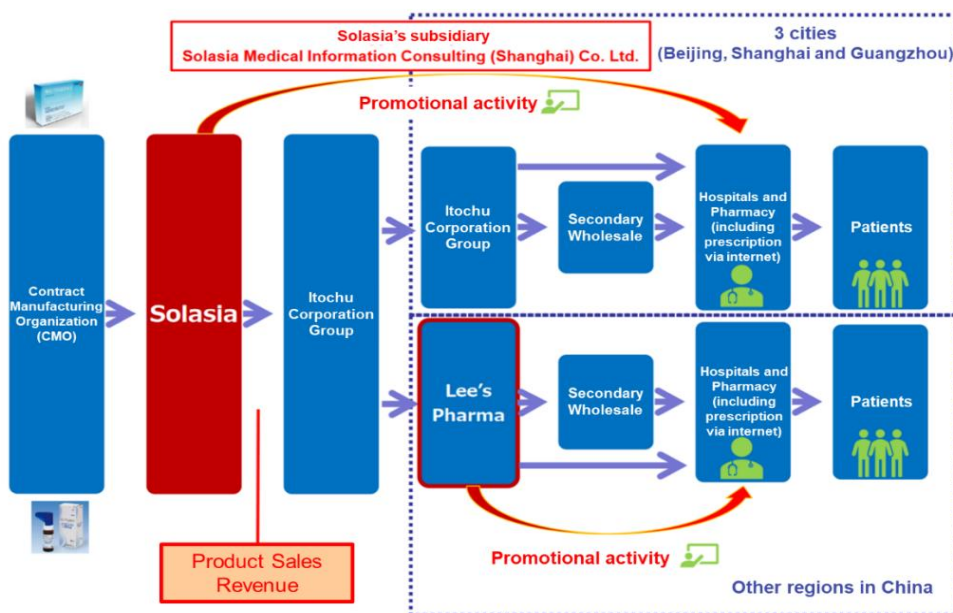 Solasia's subsidiary
Solasia Medical Information Consulting (Shanghai) Co. Ltd.
3 cities
(Beijing, Shanghai and Guangzhou)
Promotional activity
Contract
Manufacturing
Organization
(CMO)
Solasia
Itochu
Corporation
Group
Itochu
Corporation
Group
Secondary
Wholesale
Hospitals and
Pharmacy
(including
prescription
via internet)
Patients
Lee's
Pharma
Secondary
Wholesale
Hospitals and
Pharmacy
(including
prescription
via internet)
Patients
Product Sales
Revenue
Promotional activity
Other regions in China